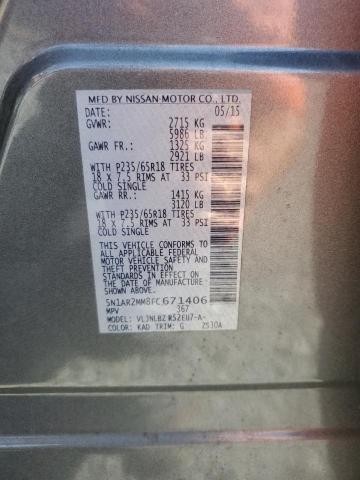 MFD BY NISSAN MOTOR CO., LTD.
DATE: 05/15
GVWR: 2715 KG
5986 LB
GAWR FR.: 1325 KG
2921 LB
WITH P235/65R18 TIRES
18 X 7.5 RIMS AT 33 PSI
COLD SINGLE
GAWR RR.: 1415 KG
3120 LB
WITH P235/65R18 TIRES
18 X 7.5 RIMS AT 33 PSI
COLD SINGLE
THIS VEHICLE CONFORMS TO
ALL APPLICABLE FEDERAL
MOTOR VEHICLE SAFETY AND
THEFT PREVENTION
STANDARDS IN EFFECT ON
THE DATE OF MANUFACTURE
SHOWN ABOVE.
5N1AR2MM8FC671406
MPV 367
MODEL:
COLOR: KAD TRIM: G